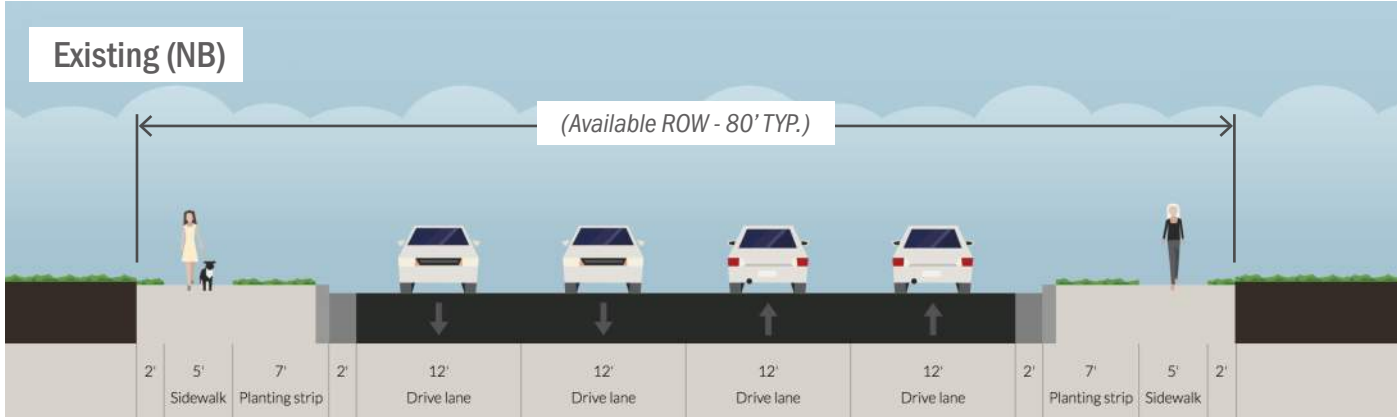 Existing (NB)
(Available ROW - 80’ TYP.)
2' 5' 7' 2' 12' 12' 12' 12' 2' 7' 5' 2'
Sidewalk Planting strip Drive lane Drive lane Drive lane Drive lane Planting strip Sidewalk